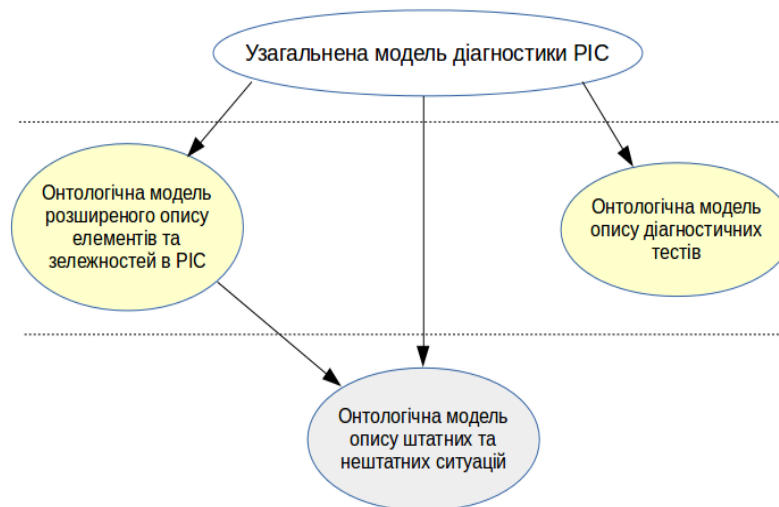 Узагальнена модель діагностики РІС
Онтологічна модель
розширеного опису
елементів та
зележностей в РІС
Онтологічна модель
опису діагностичних
тестів
Онтологічна модель
опису штатних та
нештатних ситуацій